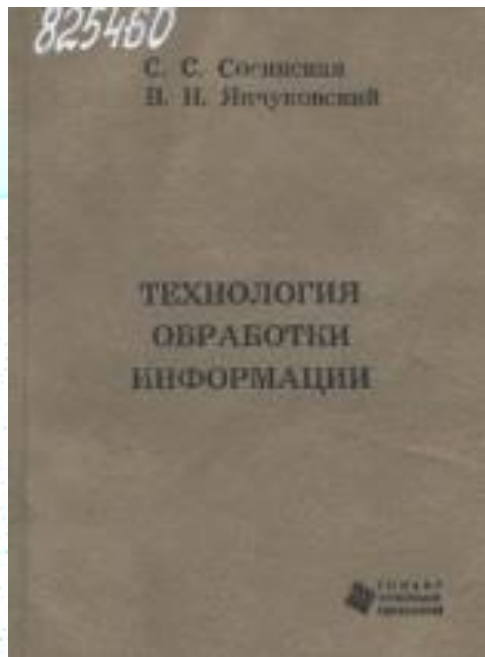 825460
С. С. Сосинская
В. Н. Янчуковский
ТЕХНОЛОГИЯ
ОБРАБОТКИ
ИНФОРМАЦИИ